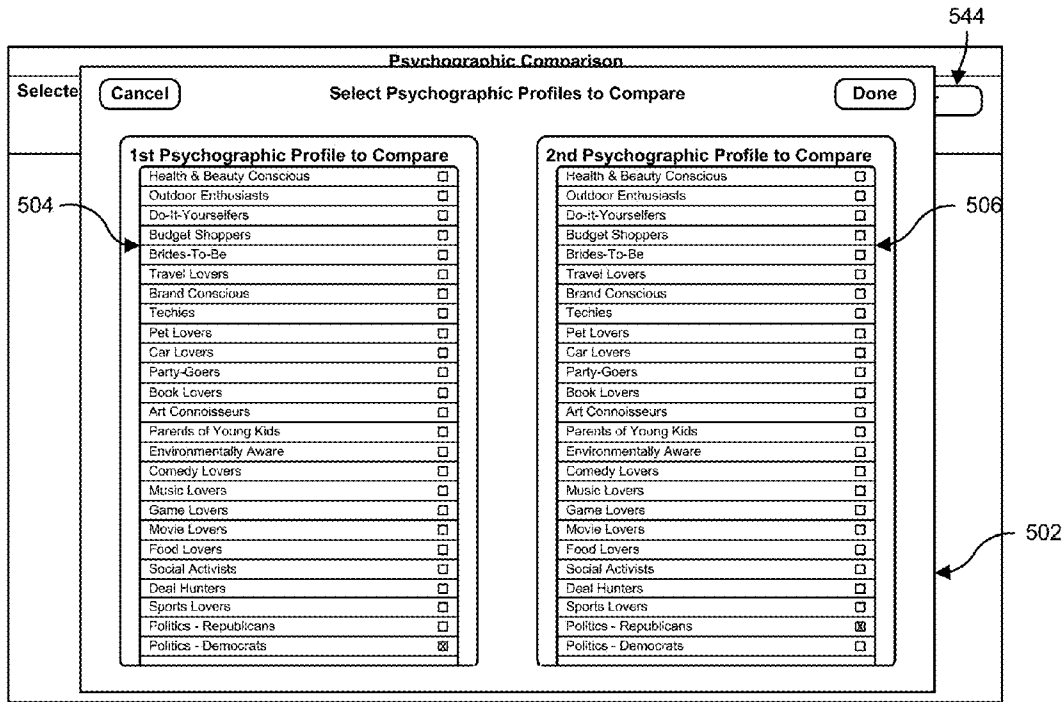 544
Psychographic Comparison
Selecte
Cancel
Select Psychographic Profiles to Compare
Done
1st Psychographic Profile to Compare
Health & Beauty Conscious
Outdoor Enthusiasts
Do-It-Yourselfers
Budget Shoppers
Brides-To-Be
Travel Lovers
Brand Conscious
Techies
Pet Lovers
Car Lovers
Party-Goers
Book Lovers
Art Connoisseurs
Parents of Young Kids
Environmentally Aware
Comedy Lovers
Music Lovers
Game Lovers
Movie Lovers
Food Lovers
Social Activists
Deal Hunters
Sports Lovers
Politics - Republicans
Politics - Democrats
2nd Psychographic Profile to Compare
Health & Beauty Conscious
Outdoor Enthusiasts
Do-It-Yourselfers
Budget Shoppers
Brides-To-Be
Travel Lovers
Brand Conscious
Techies
Pet Lovers
Car Lovers
Party-Goers
Book Lovers
Art Connoisseurs
Parents of Young Kids
Environmentally Aware
Comedy Lovers
Music Lovers
Game Lovers
Movie Lovers
Food Lovers
Social Activists
Deal Hunters
Sports Lovers
Politics - Republicans
Politics - Democrats
504
506
502